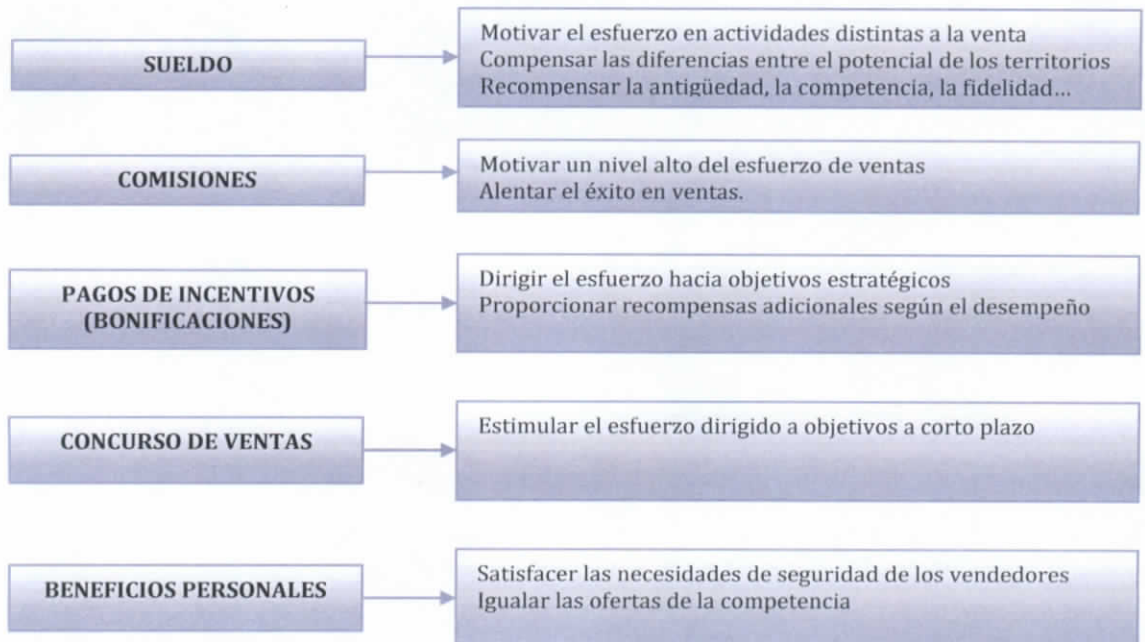 SUELDO
Motivar el esfuerzo en actividades distintas a la venta
Compensar las diferencias entre el potencial de los territorios
Recompensar la antigüedad, la competencia, la fidelidad...
COMISIONES
Motivar un nivel alto del esfuerzo de ventas
Alentar el éxito en ventas.
PAGOS DE INCENTIVOS
(BONIFICACIONES)
Dirigir el esfuerzo hacia objetivos estratégicos
Proporcionar recompensas adicionales según el desempeño
CONCURSO DE VENTAS
Estimular el esfuerzo dirigido a objetivos a corto plazo
BENEFICIOS PERSONALES
Satisfacer las necesidades de seguridad de los vendedores
Igualar las ofertas de la competencia